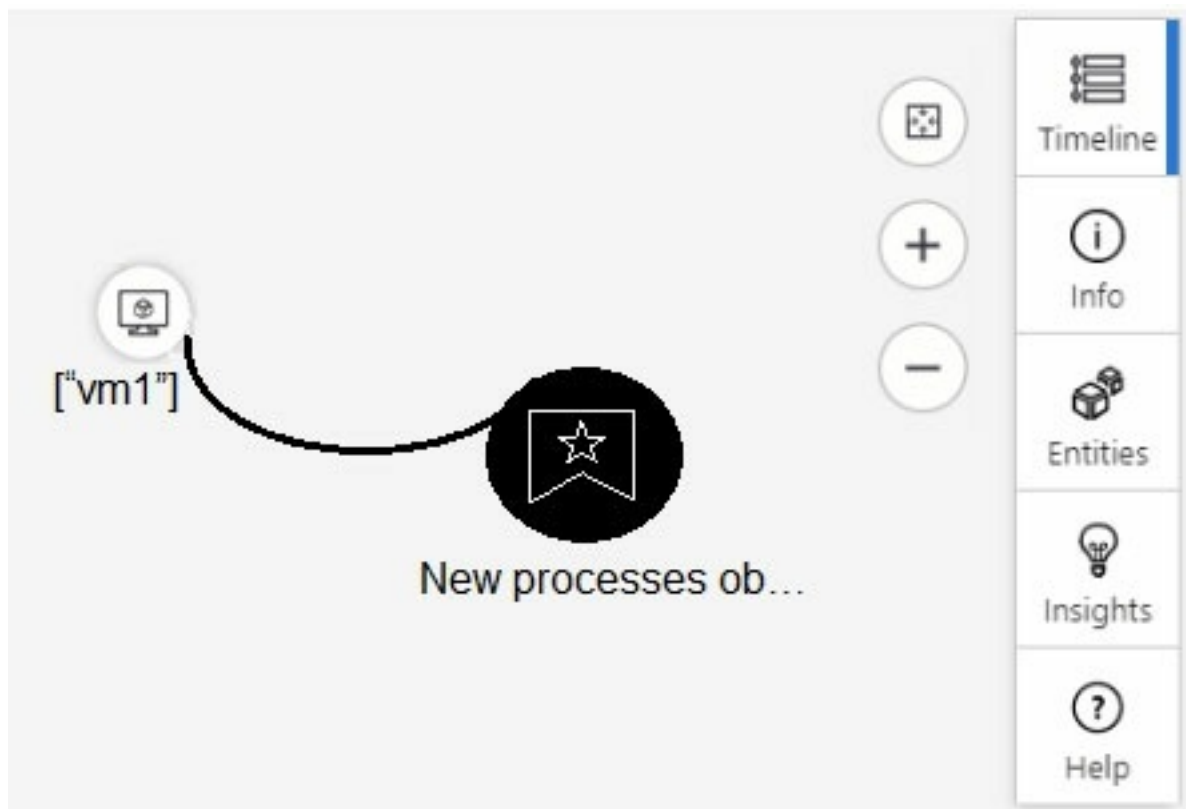 Timeline
Info
["vm1"]
Entities
New processes ob...
Insights
Help